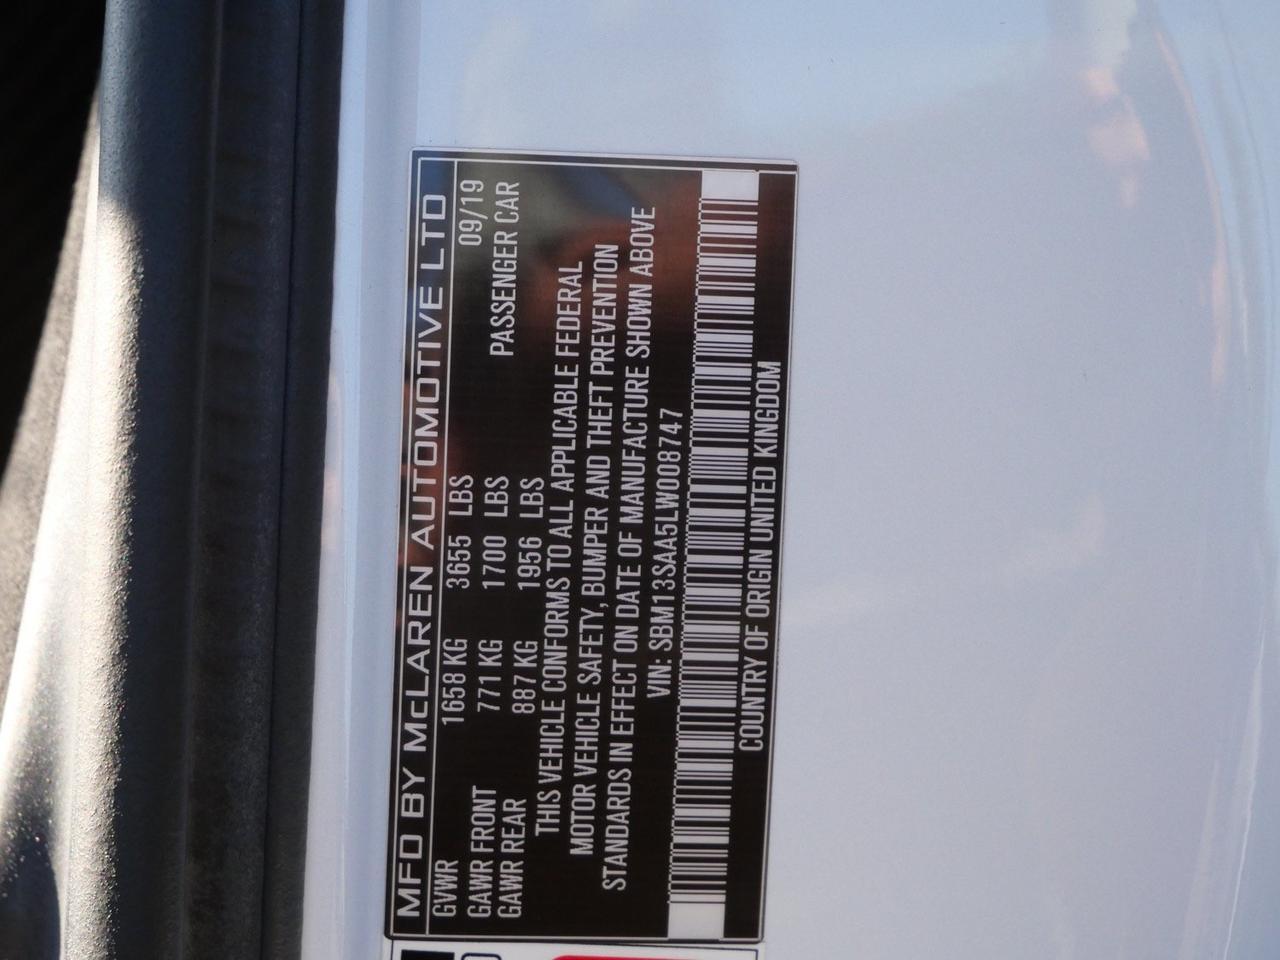 MFD BY McLAREN AUTOMOTIVE LTD
GVWR 1658 KG 3655 LBS 09/19
GAWR FRONT 771 KG 1700 LBS PASSENGER CAR
GAWR REAR 887 KG 1956 LBS
THIS VEHICLE CONFORMS TO ALL APPLICABLE FEDERAL
MOTOR VEHICLE SAFETY, BUMPER AND THEFT PREVENTION
STANDARDS IN EFFECT ON DATE OF MANUFACTURE SHOWN ABOVE
VIN: SBM13SAA5LW008747
COUNTRY OF ORIGIN UNITED KINGDOM